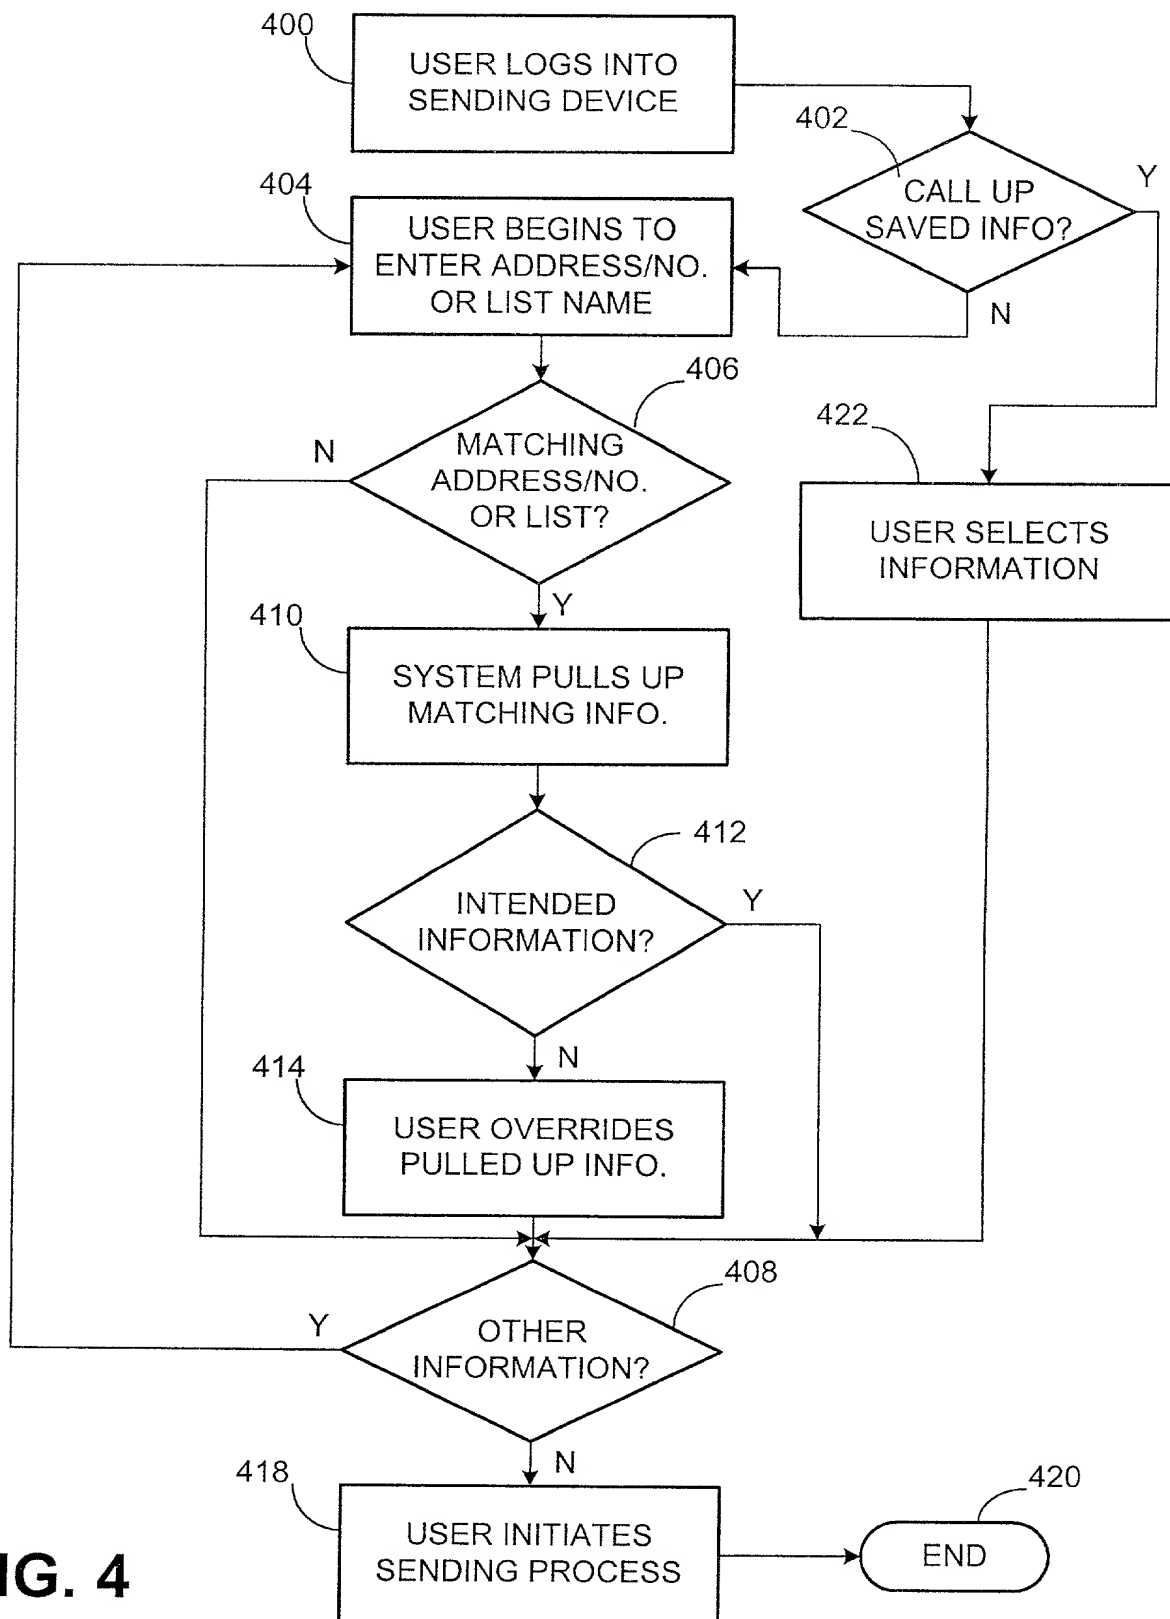 400
USER LOGS INTO
SENDING DEVICE
402
CALL UP
SAVED INFO?
Y
N
404
USER BEGINS TO
ENTER ADDRESS/NO.
OR LIST NAME
406
MATCHING
ADDRESS/NO.
OR LIST?
N
Y
422
USER SELECTS
INFORMATION
410
SYSTEM PULLS UP
MATCHING INFO.
412
INTENDED
INFORMATION?
Y
N
414
USER OVERRIDES
PULLED UP INFO.
408
OTHER
INFORMATION?
Y
N
418
USER INITIATES
SENDING PROCESS
420
END
IG. 4